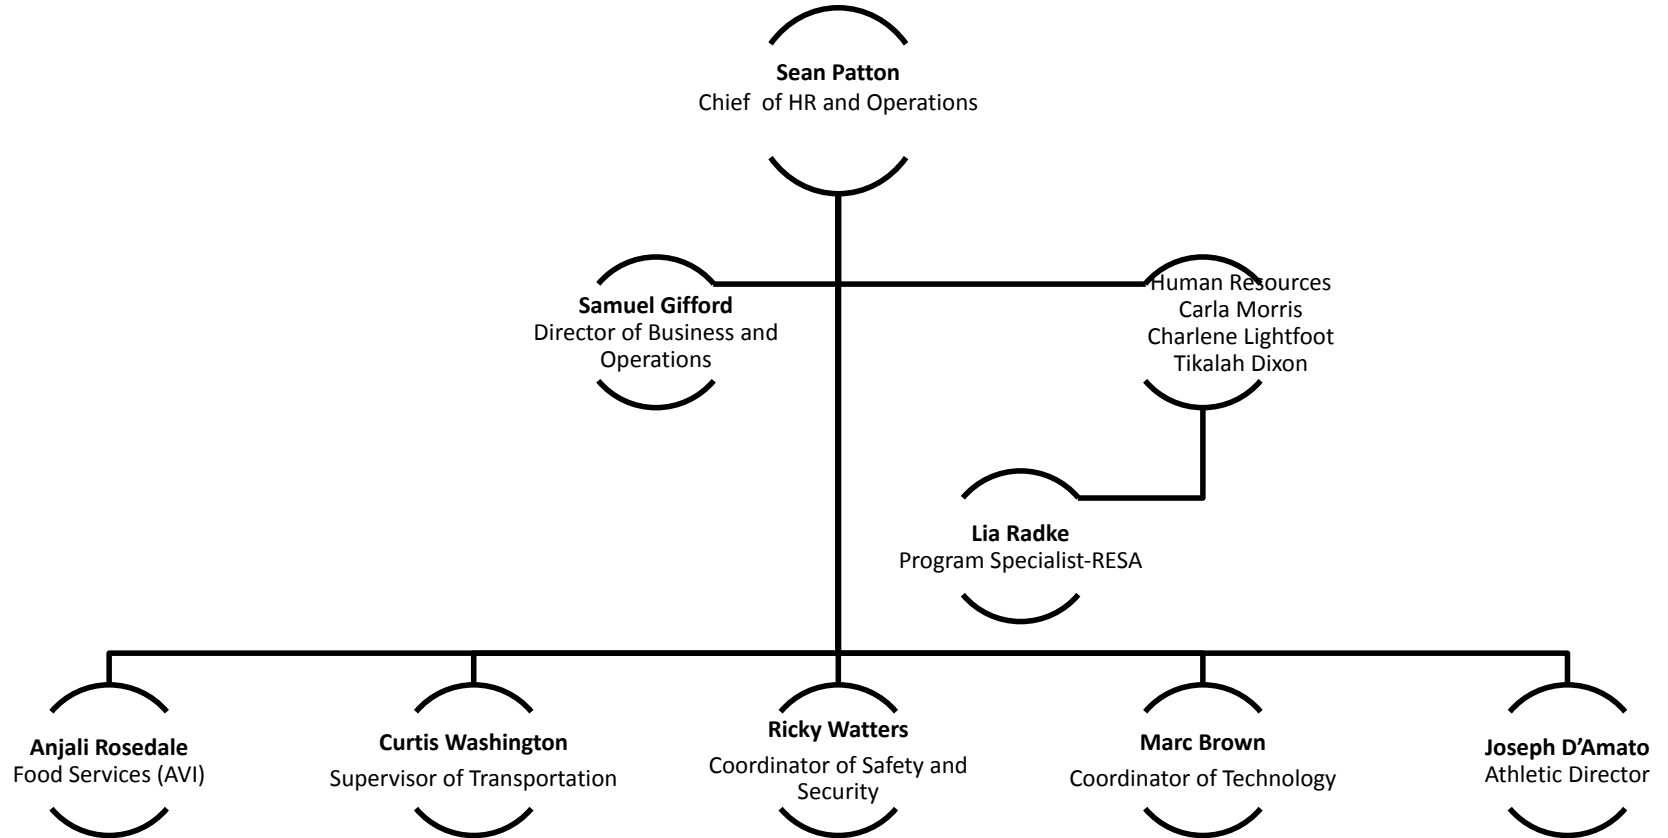 Sean Patton
Chief of HR and Operations
Samuel Gifford
Director of Business and
Operations
Human Resources
Carla Morris
Charlene Lightfoot
Tikalah Dixon
Lia Radke
Program Specialist-RESA
Anjali Rosedale
Food Services (AVI)
Curtis Washington
Supervisor of Transportation
Ricky Watters
Coordinator of Safety and
Security
Marc Brown
Coordinator of Technology
Joseph D’Amato
Athletic Director